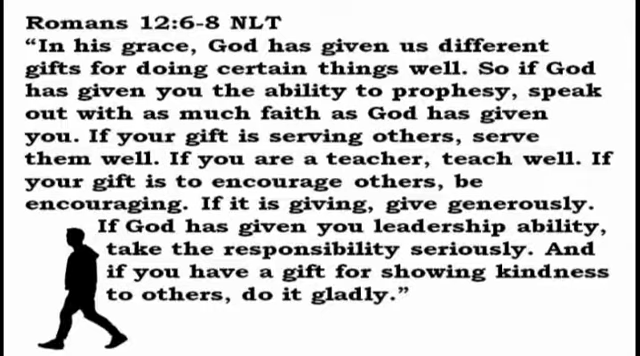 Romans 12:6-8 NLT
“In his grace, God has given us different
gifts for doing certain things well. So if God
has given you the ability to prophesy, speak
out with as much faith as God has given
you. If your gift is serving others, serve
them well. If you are a teacher, teach well. If
your gift is to encourage others, be
encouraging. If it is giving, give generously.
If God has given you leadership ability,
take the responsibility seriously. And
if you have a gift for showing kindness
to others, do it gladly.”